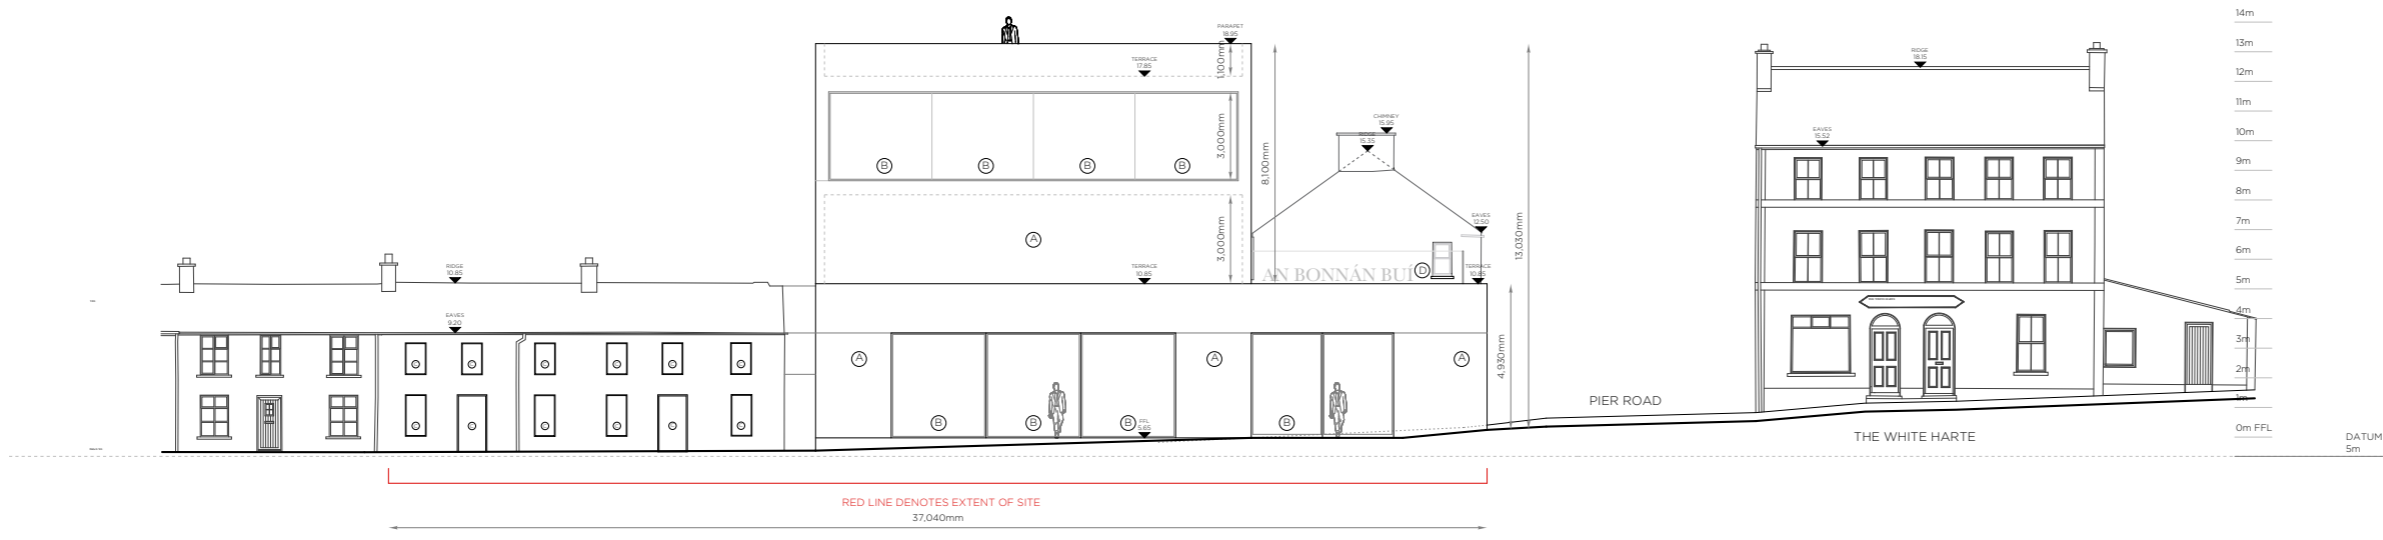 PARAPET
18.95
TERRACE
17.85
1,100mm
3,000mm
B
B
B
B
8,100mm
A
3,000mm
TERRACE
10.85
CHIMNEY
15.95
RIDGE
15.35
EAVES
12.50
D
TERRACE
10.85
AN BONNÁN BUÍ
13,030mm
4,930mm
RIDGE
10.85
EAVES
9.20
C
C
C
C
C
C
C
C
C
C
C
C
C
C
A
A
A
B
B
B
B
FFL
5.65
RIDGE
18.15
EAVES
15.52
PIER ROAD
THE WHITE HARTE
14m
13m
12m
11m
10m
9m
8m
7m
6m
5m
4m
3m
2m
1m
0m FFL
DATUM
5m
RED LINE DENOTES EXTENT OF SITE
37,040mm